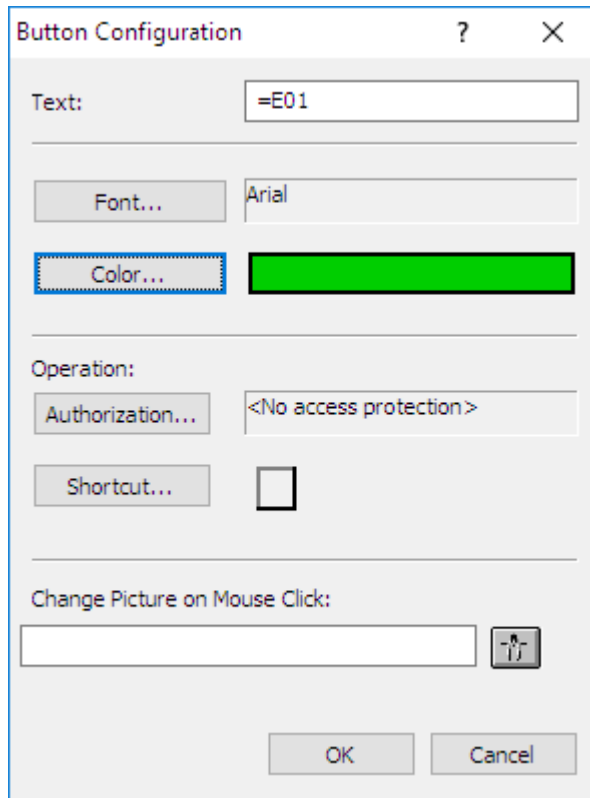 Button Configuration ? ✕
Text: =E01
Font... Arial
Color...
Operation:
Authorization... <No access protection>
Shortcut...
Change Picture on Mouse Click:
OK Cancel